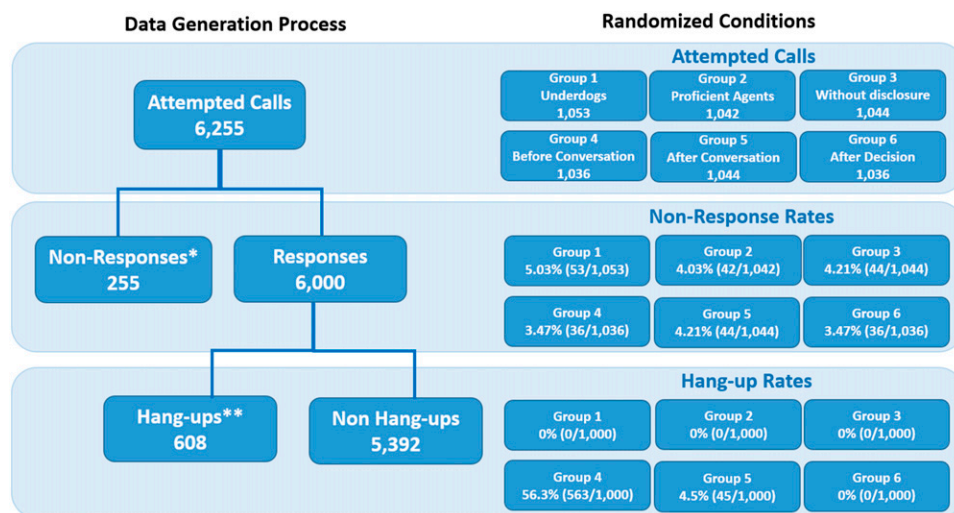 Data Generation Process
Randomized Conditions
Attempted Calls
6,255
Attempted Calls
Group 1
Underdogs
1,053
Group 2
Proficient Agents
1,042
Group 3
Without disclosure
1,044
Group 4
Before Conversation
1,036
Group 5
After Conversation
1,044
Group 6
After Decision
1,036
Non-Responses*
255
Responses
6,000
Non-Response Rates
Group 1
5.03% (53/1,053)
Group 2
4.03% (42/1,042)
Group 3
4.21% (44/1,044)
Group 4
3.47% (36/1,036)
Group 5
4.21% (44/1,044)
Group 6
3.47% (36/1,036)
Hang-ups**
608
Non Hang-ups
5,392
Hang-up Rates
Group 1
0% (0/1,000)
Group 2
0% (0/1,000)
Group 3
0% (0/1,000)
Group 4
56.3% (563/1,000)
Group 5
4.5% (45/1,000)
Group 6
0% (0/1,000)